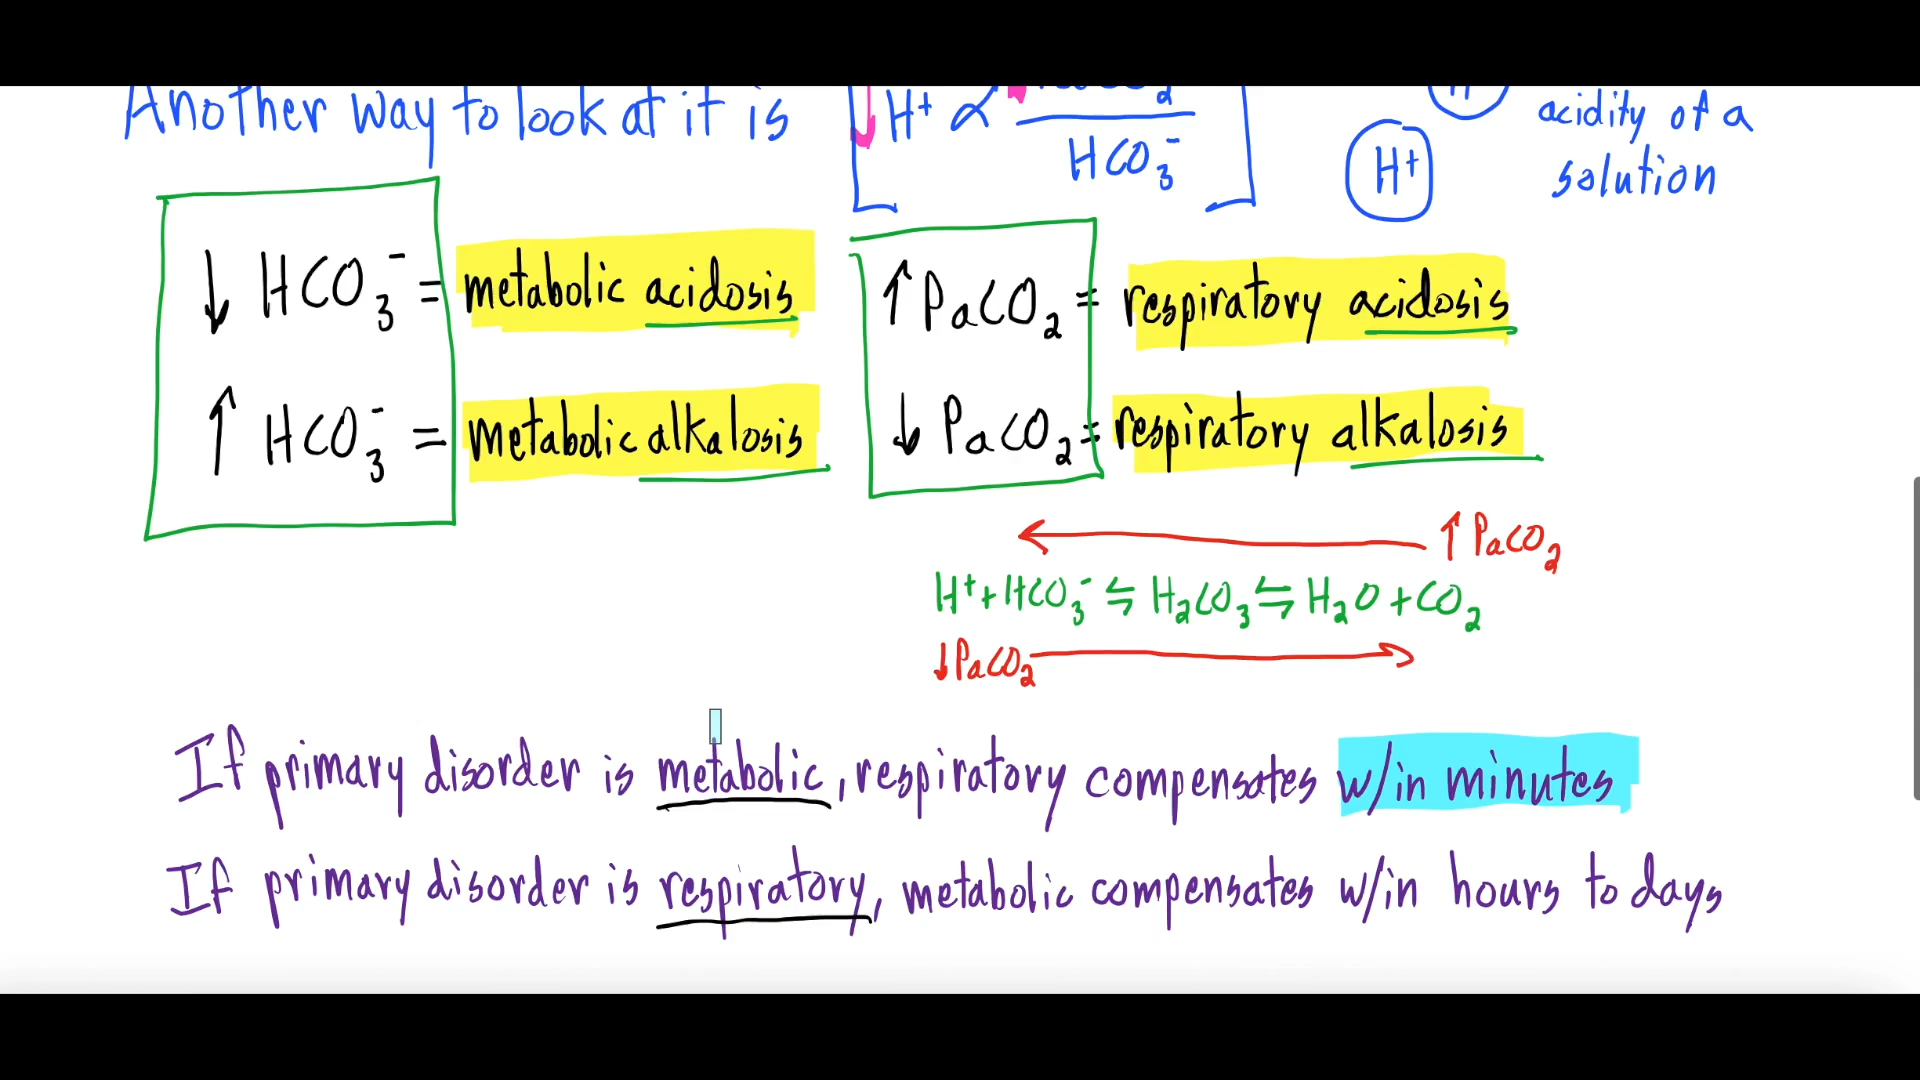 Another way to look at it is
H⁺ ∝
HCO₃⁻
H⁺
acidity of a
solution
↓ HCO₃⁻ = metabolic acidosis
↑ PaCO₂ = respiratory acidosis
↑ HCO₃⁻ = metabolic alkalosis
↓ PaCO₂ = respiratory alkalosis
↑ PaCO₂
H⁺ + HCO₃⁻ ⇋ H₂CO₃ ⇋ H₂O + CO₂
↓ PaCO₂
If primary disorder is metabolic, respiratory compensates w/in minutes
If primary disorder is respiratory, metabolic compensates w/in hours to days